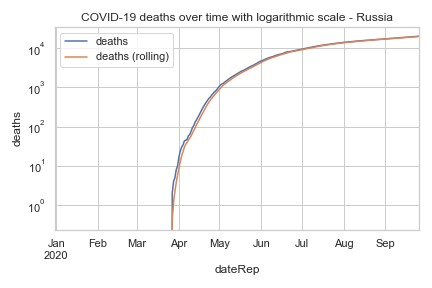 COVID-19 deaths over time with logarithmic scale - Russia
deaths
deaths (rolling)
10⁴
10³
10²
10¹
10⁰
deaths
Jan Feb Mar Apr May Jun Jul Aug Sep
2020
dateRep